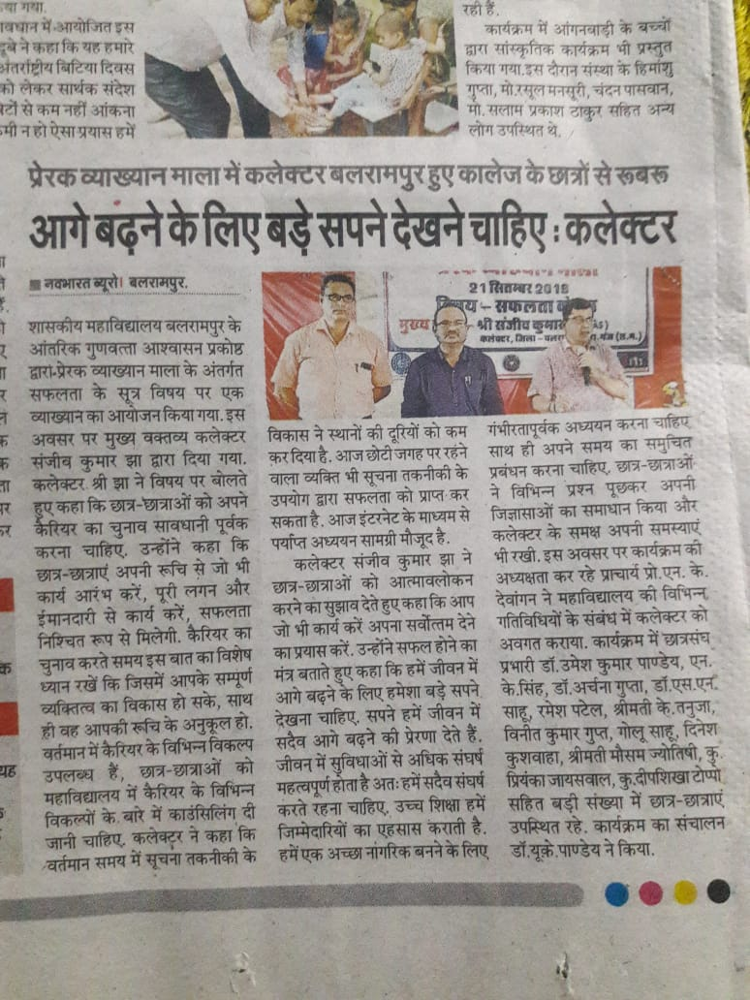 या गया.
वधान में आयोजित इस
दुबे ने कहा कि यह हमारे
अंतर्राष्ट्रीय बिटिया दिवस
को लेकर सार्थक संदेश
बेटों से कम नहीं आंकना
कमी न हो ऐसा प्रयास हमें
रही है.
कार्यक्रम में आंगनबाड़ी के बच्चों
द्वारा सांस्कृतिक कार्यक्रम भी प्रस्तुत
किया गया.इस दौरान संस्था के हिमांशु
गुप्ता, मो.रसूल मनसूरी, चंदन पासवान,
मो. सलाम प्रकाश ठाकुर सहित अन्य
लोग उपस्थित थे.
प्रेरक व्याख्यान माला में कलेक्टर बलरामपुर हुए कालेज के छात्रों से रूबरू
आगे बढ़ने के लिए बड़े सपने देखने चाहिए : कलेक्टर
नवभारत ब्यूरो। बलरामपुर.
शासकीय महाविद्यालय बलरामपुर के
आंतरिक गुणवत्ता आश्वासन प्रकोष्ठ
द्वारा-प्रेरक व्याख्यान माला के अंतर्गत
सफलता के सूत्र विषय पर एक
व्याख्यान का आयोजन किया गया. इस
अवसर पर मुख्य वक्तव्य कलेक्टर
संजीव कुमार झा द्वारा दिया गया.
कलेक्टर श्री झा ने विषय पर बोलते
हुए कहा कि छात्र-छात्राओं को अपने
कैरियर का चुनाव सावधानी पूर्वक
करना चाहिए. उन्होंने कहा कि
छात्र-छात्राएं अपनी रूचि से जो भी
कार्य आरंभ करें, पूरी लगन और
ईमानदारी से कार्य करें, सफलता
निश्चित रूप से मिलेगी. कैरियर का
चुनाव करते समय इस बात का विशेष
ध्यान रखें कि जिसमें आपके सम्पूर्ण
व्यक्तित्व का विकास हो सके, साथ
ही वह आपकी रूचि के अनुकूल हो.
वर्तमान में कैरियर के विभिन्न विकल्प
उपलब्ध हैं, छात्र-छात्राओं को
महाविद्यालय में कैरियर के विभिन्न
विकल्पों के बारे में काउंसिलिंग दी
जानी चाहिए. कलेक्टर ने कहा कि
वर्तमान समय में सूचना तकनीकी के
21 सितम्बर 2018
विषय – सफलता
मुख्य श्री संजीव कुमार
कलेक्टर, जिला-
विकास ने स्थानों की दूरियों को कम
कर दिया है. आज छोटी जगह पर रहने
वाला व्यक्ति भी सूचना तकनीकी के
उपयोग द्वारा सफलता को प्राप्त कर
सकता है. आज इंटरनेट के माध्यम से
पर्याप्त अध्ययन सामग्री मौजूद है.
कलेक्टर संजीव कुमार झा ने
छात्र-छात्राओं को आत्मावलोकन
करने का सुझाव देते हुए कहा कि आप
जो भी कार्य करें अपना सर्वोत्तम देने
का प्रयास करें. उन्होंने सफल होने का
मंत्र बताते हुए कहा कि हमें जीवन में
आगे बढ़ने के लिए हमेशा बड़े सपने
देखना चाहिए. सपने हमें जीवन में
सदैव आगे बढ़ने की प्रेरणा देते हैं.
जीवन में सुविधाओं से अधिक संघर्ष
महत्वपूर्ण होता है अतः हमें सदैव संघर्ष
करते रहना चाहिए. उच्च शिक्षा हमें
जिम्मेदारियों का एहसास कराती है.
हमें एक अच्छा नागरिक बनने के लिए
गंभीरतापूर्वक अध्ययन करना चाहिए
साथ ही अपने समय का समुचित
प्रबंधन करना चाहिए. छात्र-छात्राओं
ने विभिन्न प्रश्न पूछकर अपनी
जिज्ञासाओं का समाधान किया और
कलेक्टर के समक्ष अपनी समस्याएं
भी रखी. इस अवसर पर कार्यक्रम की
अध्यक्षता कर रहे प्राचार्य प्रो.एन. के.
देवांगन ने महाविद्यालय की विभिन्न
गतिविधियों के संबंध में कलेक्टर को
अवगत कराया. कार्यक्रम में छात्रसंघ
प्रभारी डॉ.उमेश कुमार पाण्डेय, एन.
के.सिंह, डॉ.अर्चना गुप्ता, डॉ.एस.एन.
साहू, रमेश पटेल, श्रीमती के.तनुजा,
विनीत कुमार गुप्त, गोलू साहू, दिनेश
कुशवाहा, श्रीमती मौसम ज्योतिषी, कु.
प्रियंका जायसवाल, कु.दीपशिखा टोप्पो
सहित बड़ी संख्या में छात्र-छात्राएं
उपस्थित रहे. कार्यक्रम का संचालन
डॉ.यू.के.पाण्डेय ने किया.